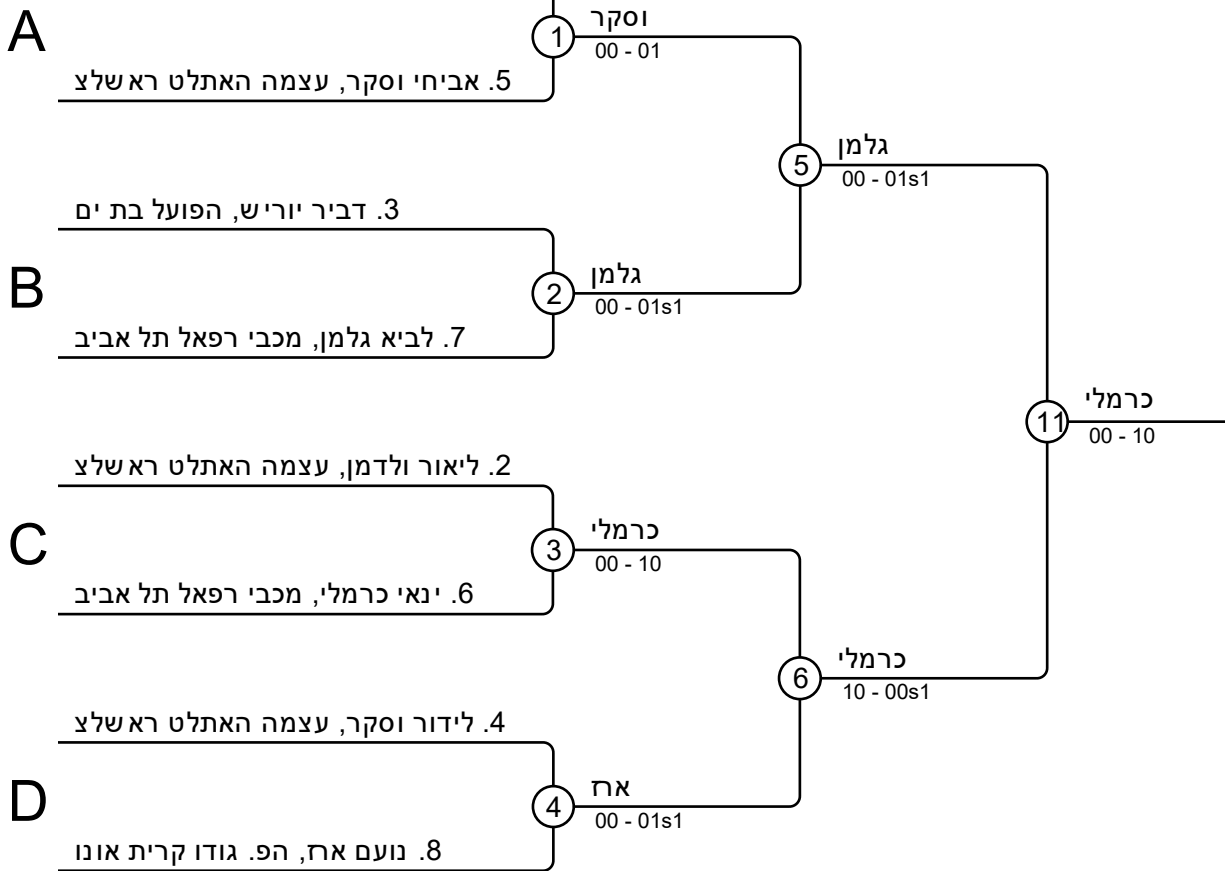 A
1
וסקר
00 - 01
5. אביחי וסקר, עצמה האתלט ראשלצ
5
גלמן
00 - 01s1
3. דביר יוריש, הפועל בת ים
B
2
גלמן
00 - 01s1
7. לביא גלמן, מכבי רפאל תל אביב
11
כרמלי
00 - 10
2. ליאור ולדמן, עצמה האתלט ראשלצ
C
3
כרמלי
00 - 10
6. ינאי כרמלי, מכבי רפאל תל אביב
6
כרמלי
10 - 00s1
4. לידור וסקר, עצמה האתלט ראשלצ
D
4
ארז
00 - 01s1
8. נועם ארז, הפ. גודו קרית אונו